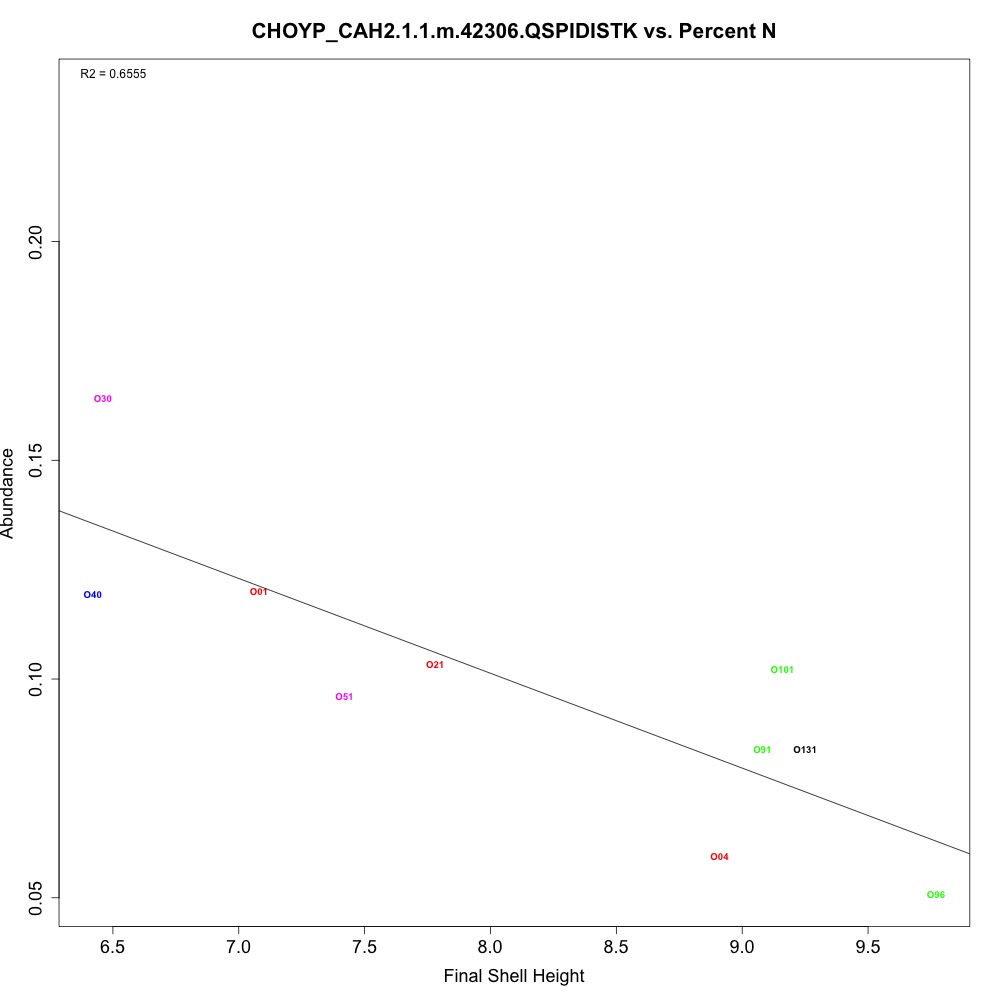 CHOYP_CAH2.1.1.m.42306.QSPIDISTK vs. Percent N
R2 = 0.6555
0.20
O30
0.15
Abundance
O40
O01
O21
O101
0.10
O51
O91
O131
O04
O96
0.05
6.5 7.0 7.5 8.0 8.5 9.0 9.5
Final Shell Height